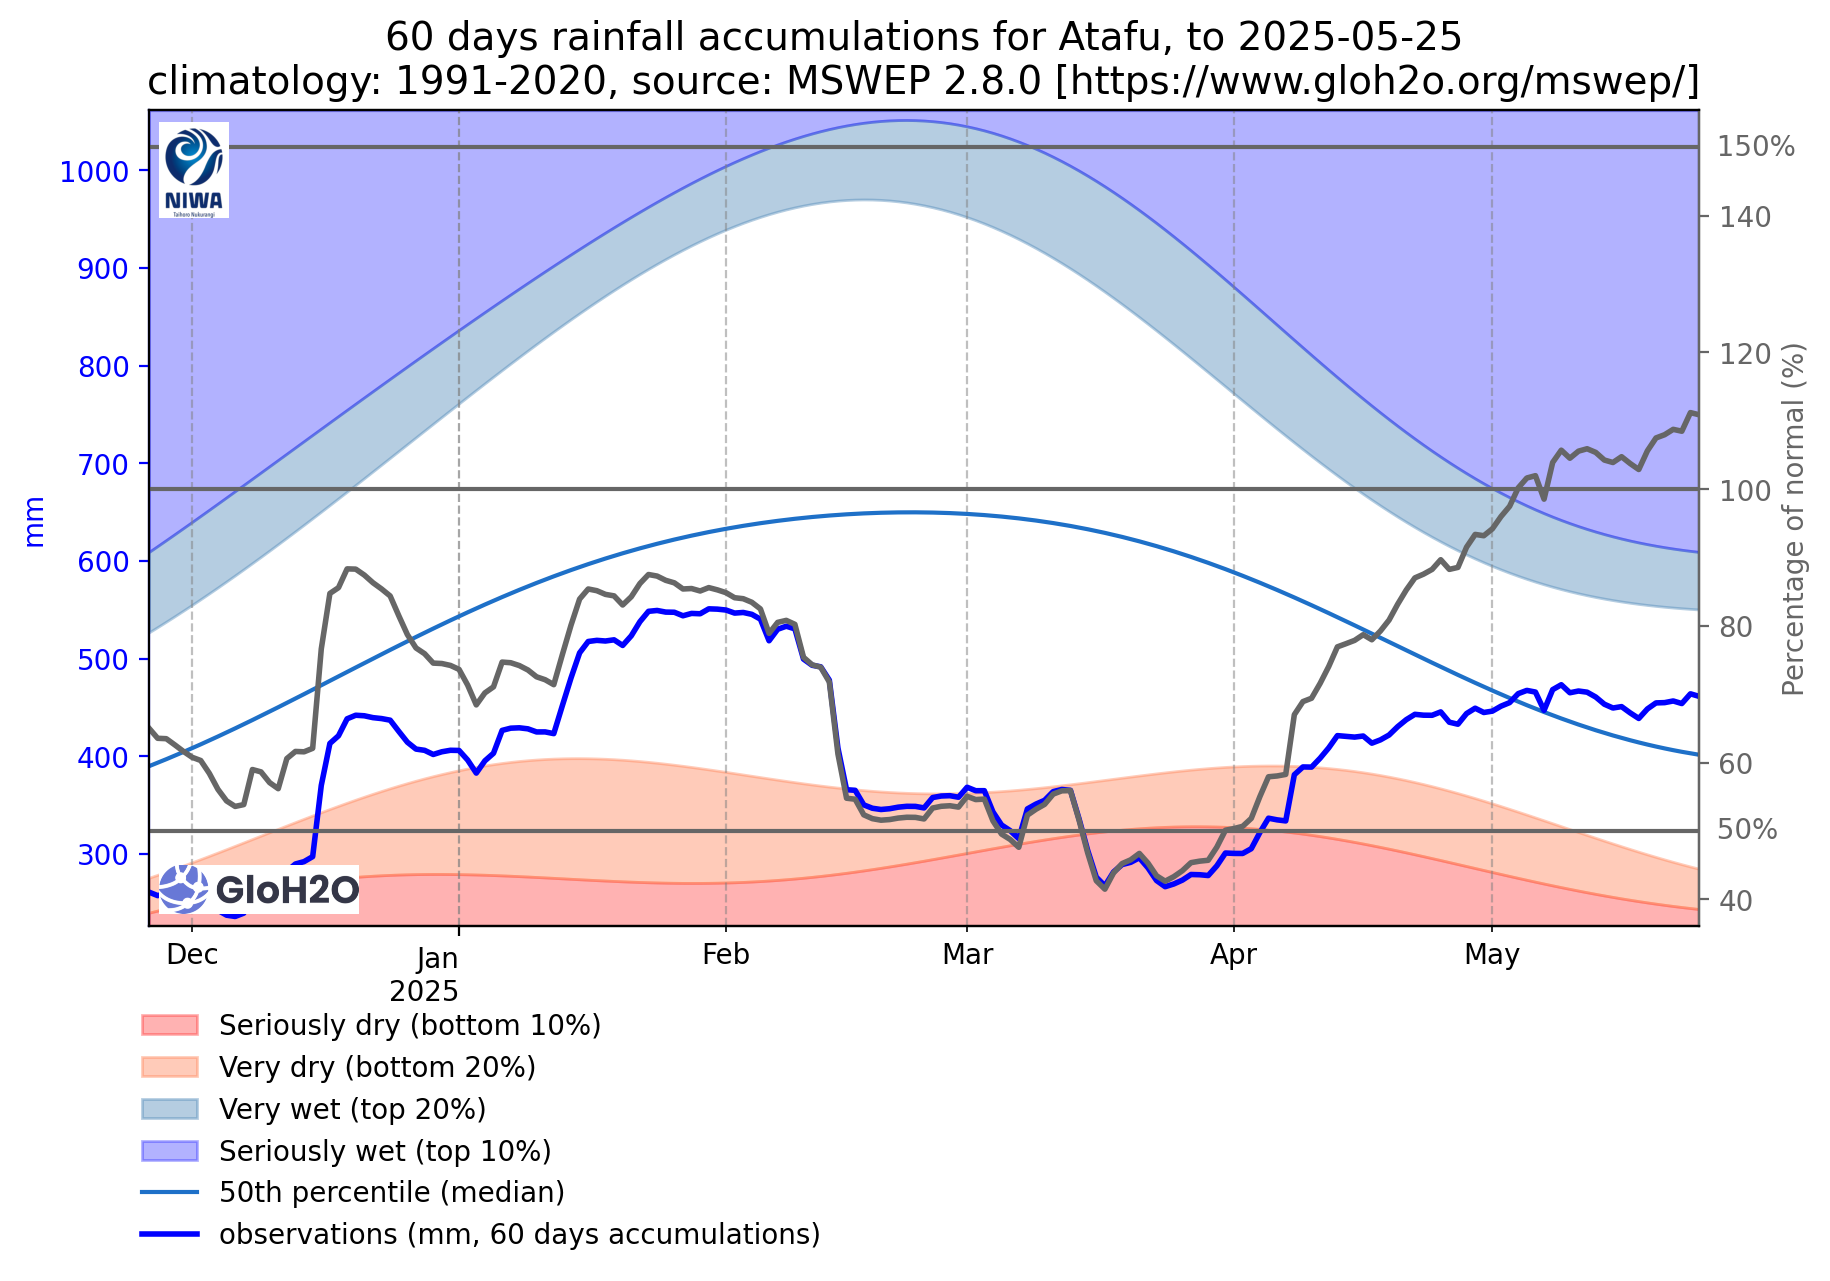 60 days rainfall accumulations for Atafu, to 2025-05-25
climatology: 1991-2020, source: MSWEP 2.8.0 [https://www.gloh2o.org/mswep/]
NIWA
Taihoro Nukurangi
1000
900
800
700
600
500
400
300
mm
150%
140
120
100
80
60
50%
40
Percentage of normal (%)
GloH2O
Dec
Jan
2025
Feb
Mar
Apr
May
Seriously dry (bottom 10%)
Very dry (bottom 20%)
Very wet (top 20%)
Seriously wet (top 10%)
50th percentile (median)
observations (mm, 60 days accumulations)